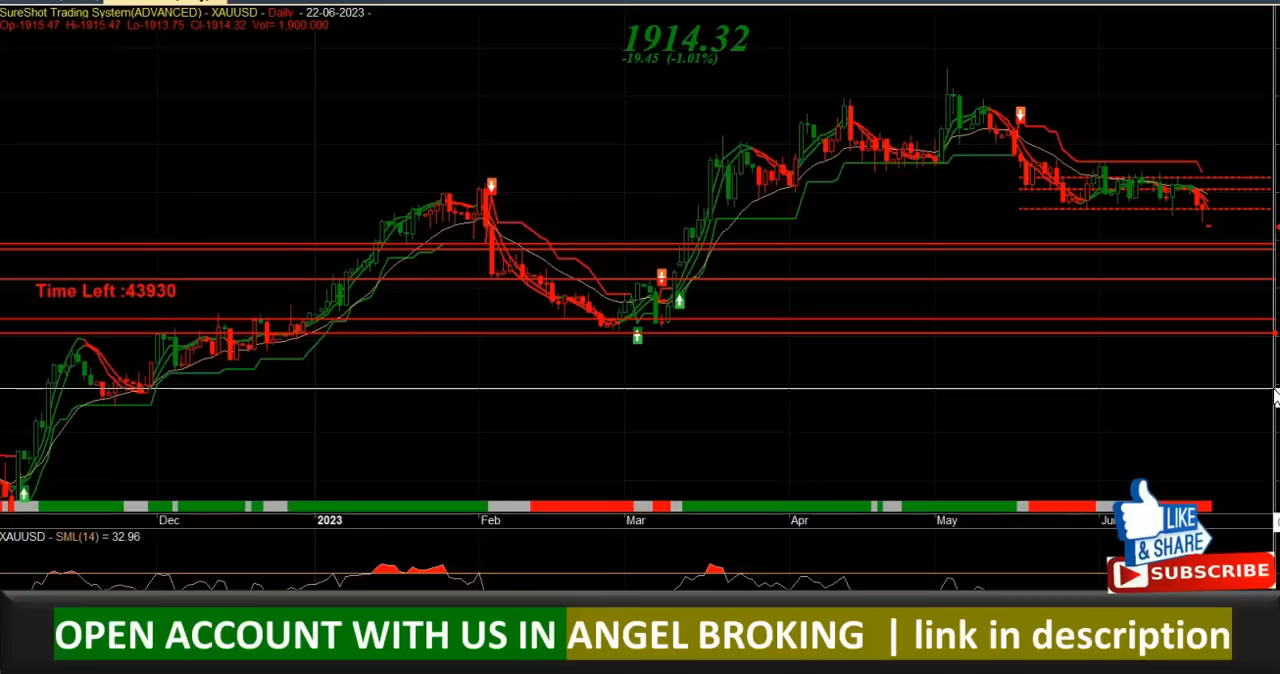 SureShot Trading System(ADVANCED) - XAUUSD - Daily - 22-06-2023 -
Op-1915.47 Hi-1915.47 Lo-1913.75 Cl-1914.32 Vol= 1,900.000
1914.32
-19.45 (-1.01%)
Time Left :43930
Dec 2023 Feb Mar Apr May
XAUUSD - SML(14) = 32.96
LIKE
& SHARE
SUBSCRIBE
OPEN ACCOUNT WITH US IN ANGEL BROKING | link in description